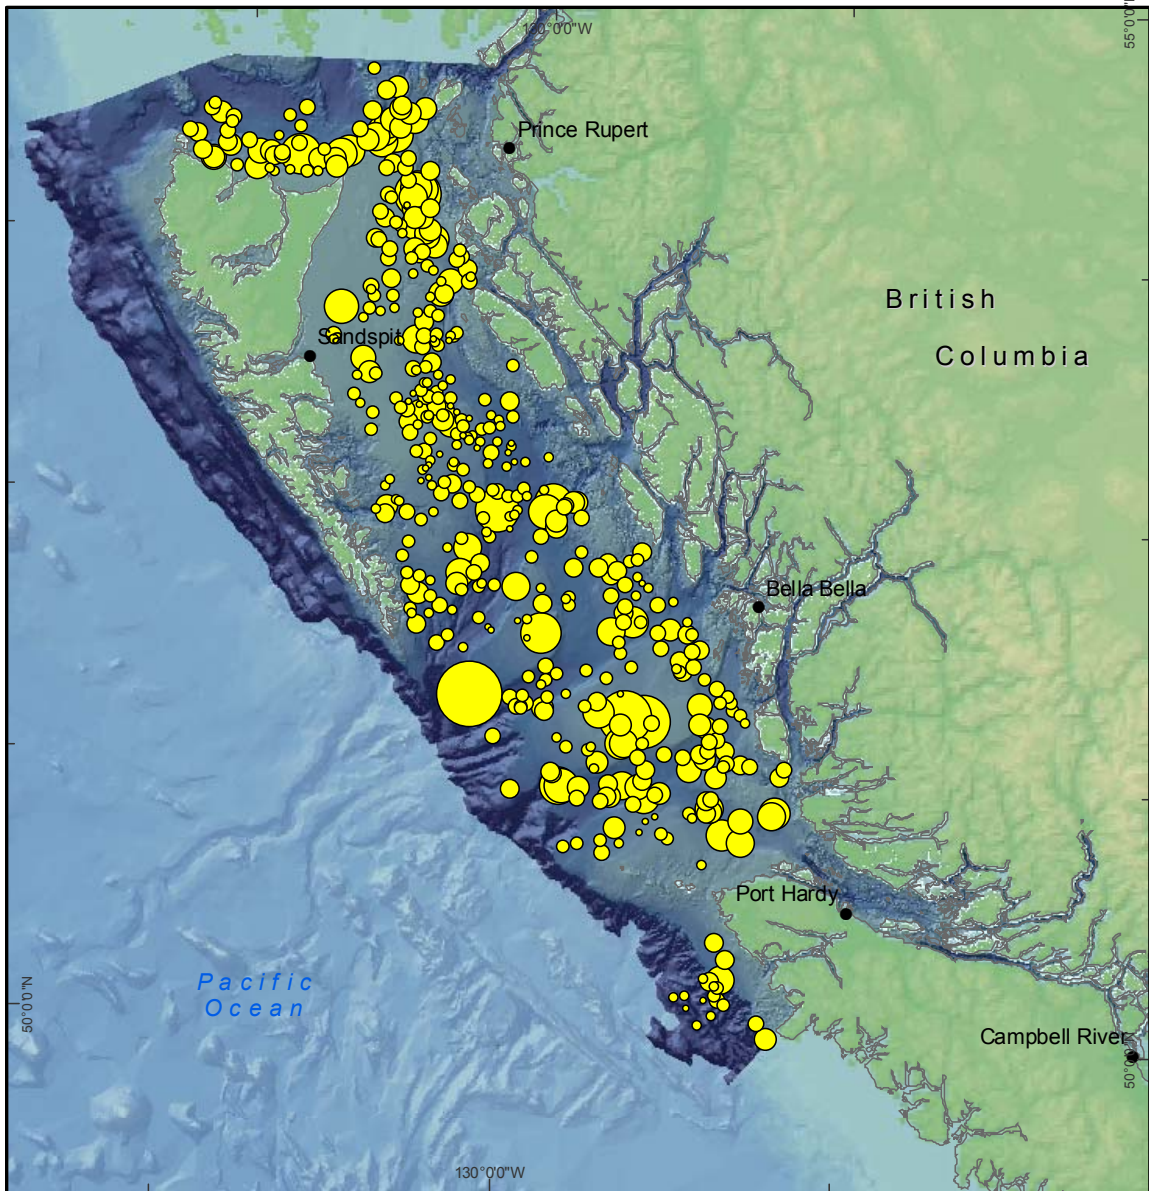 130°0'0"W
55°0'0"
Prince Rupert
British
Columbia
Sandspit
Bella Bella
Port Hardy
Pacific
Ocean
50°0'0"N
Campbell River
50°0'0"
130°0'0"W